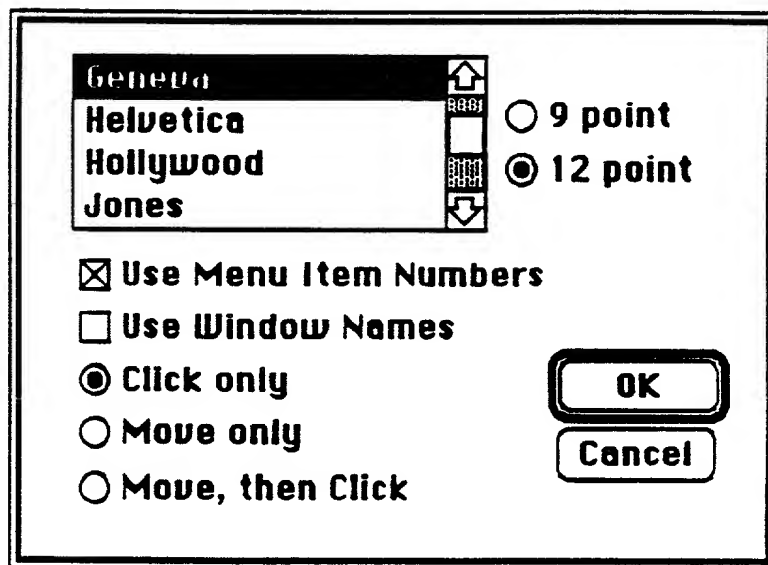 Geneva
Helvetica
Hollywood
Jones
9 point
12 point
Use Menu Item Numbers
Use Window Names
Click only
Move only
Move, then Click
OK
Cancel